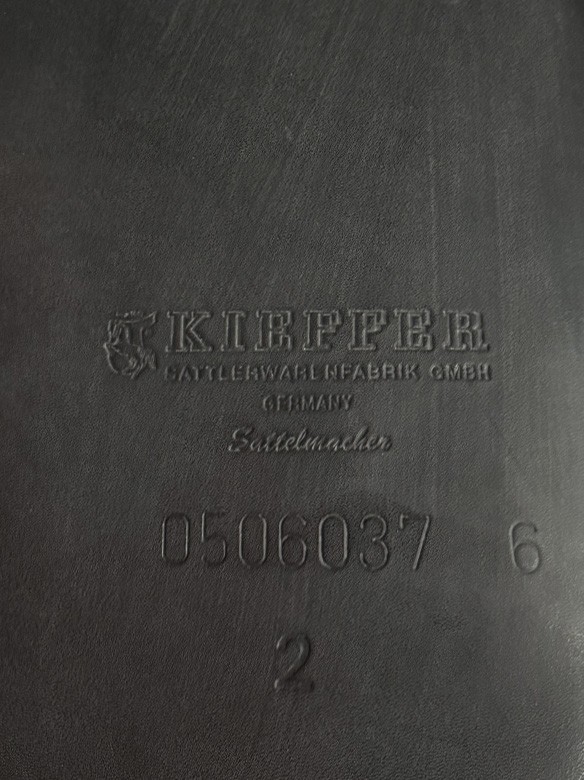 KIEFFER
SATTLERWARENFABRIK GMBH
GERMANY
Sattelmacher
0506037 6
2